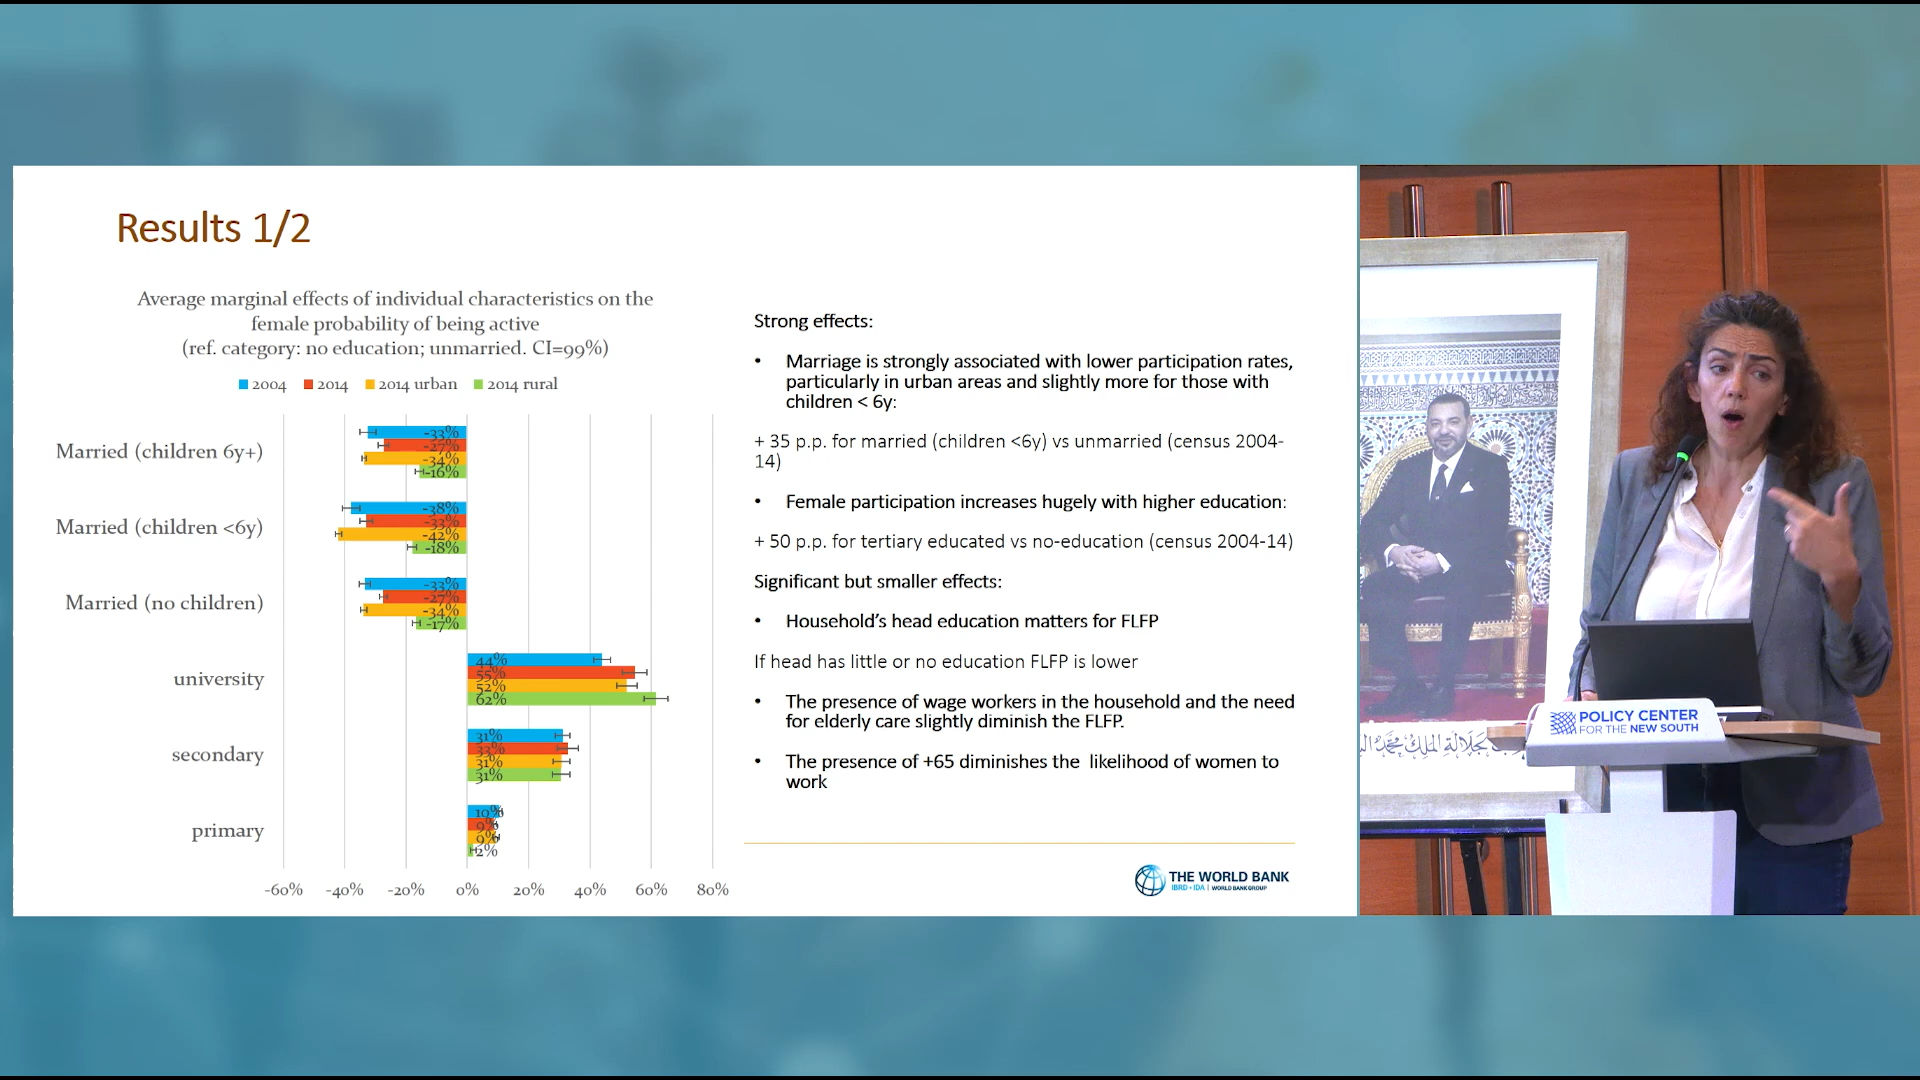 Results 1/2
Average marginal effects of individual characteristics on the
female probability of being active
(ref. category: no education; unmarried. CI=99%)
2004
2014
2014 urban
2014 rural
Married (children 6y+)
-33%
-27%
-34%
-16%
Married (children <6y)
-38%
-33%
-42%
-18%
Married (no children)
-33%
-27%
-34%
-17%
university
44%
55%
52%
62%
secondary
31%
33%
31%
31%
primary
10%
9%
9%
2%
-60% -40% -20% 0% 20% 40% 60% 80%
Strong effects:
• Marriage is strongly associated with lower participation rates,
particularly in urban areas and slightly more for those with
children < 6y:
+ 35 p.p. for married (children <6y) vs unmarried (census 2004-
14)
• Female participation increases hugely with higher education:
+ 50 p.p. for tertiary educated vs no-education (census 2004-14)
Significant but smaller effects:
• Household's head education matters for FLFP
If head has little or no education FLFP is lower
• The presence of wage workers in the household and the need
for elderly care slightly diminish the FLFP.
• The presence of +65 diminishes the likelihood of women to
work
THE WORLD BANK
IBRD • IDA | WORLD BANK GROUP
POLICY CENTER
FOR THE NEW SOUTH